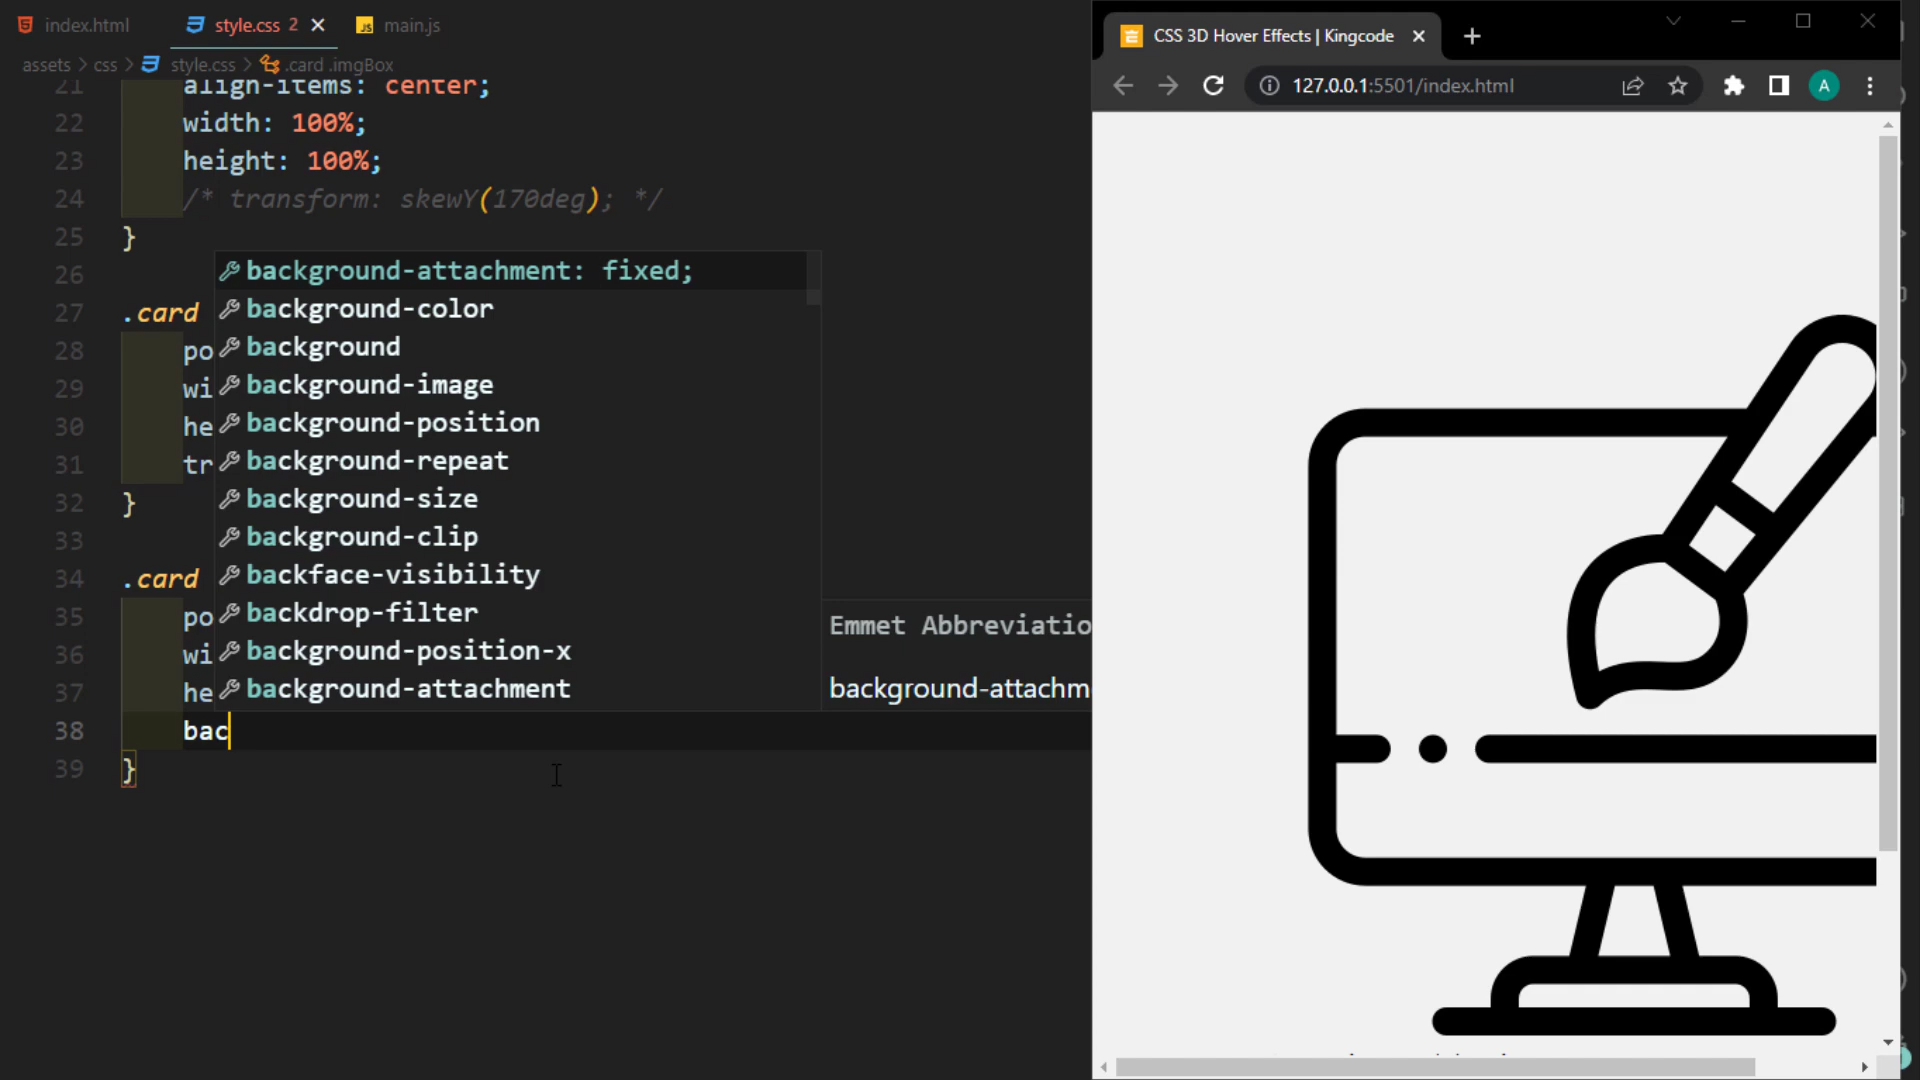 index.html
style.css 2
main.js
assets > css > style.css > .card .imgBox
21 align-items: center;
22 width: 100%;
23 height: 100%;
24 /* transform: skewY(170deg); */
25 }
26
27 .card
28 po
29 wi
30 he
31 tr
32 }
33
34 .card
35 po
36 wi
37 he
38 bac
39 }
background-attachment: fixed;
background-color
background
background-image
background-position
background-repeat
background-size
background-clip
backface-visibility
backdrop-filter
background-position-x
background-attachment
Emmet Abbreviatio
background-attachm
CSS 3D Hover Effects | Kingcode
127.0.0.1:5501/index.html
A